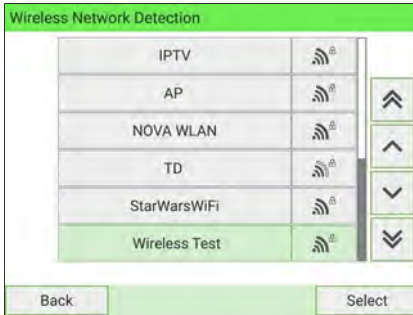 Wireless Network Detection
IPTV
AP
NOVA WLAN
TD
StarWarsWiFi
Wireless Test
Back
Select